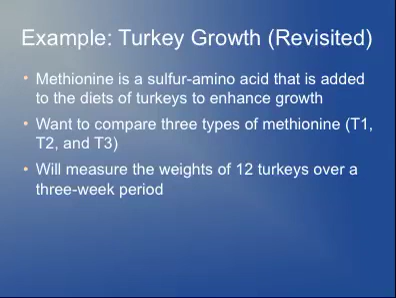 Example: Turkey Growth (Revisited)
• Methionine is a sulfur-amino acid that is added
to the diets of turkeys to enhance growth
• Want to compare three types of methionine (T1,
T2, and T3)
• Will measure the weights of 12 turkeys over a
three-week period